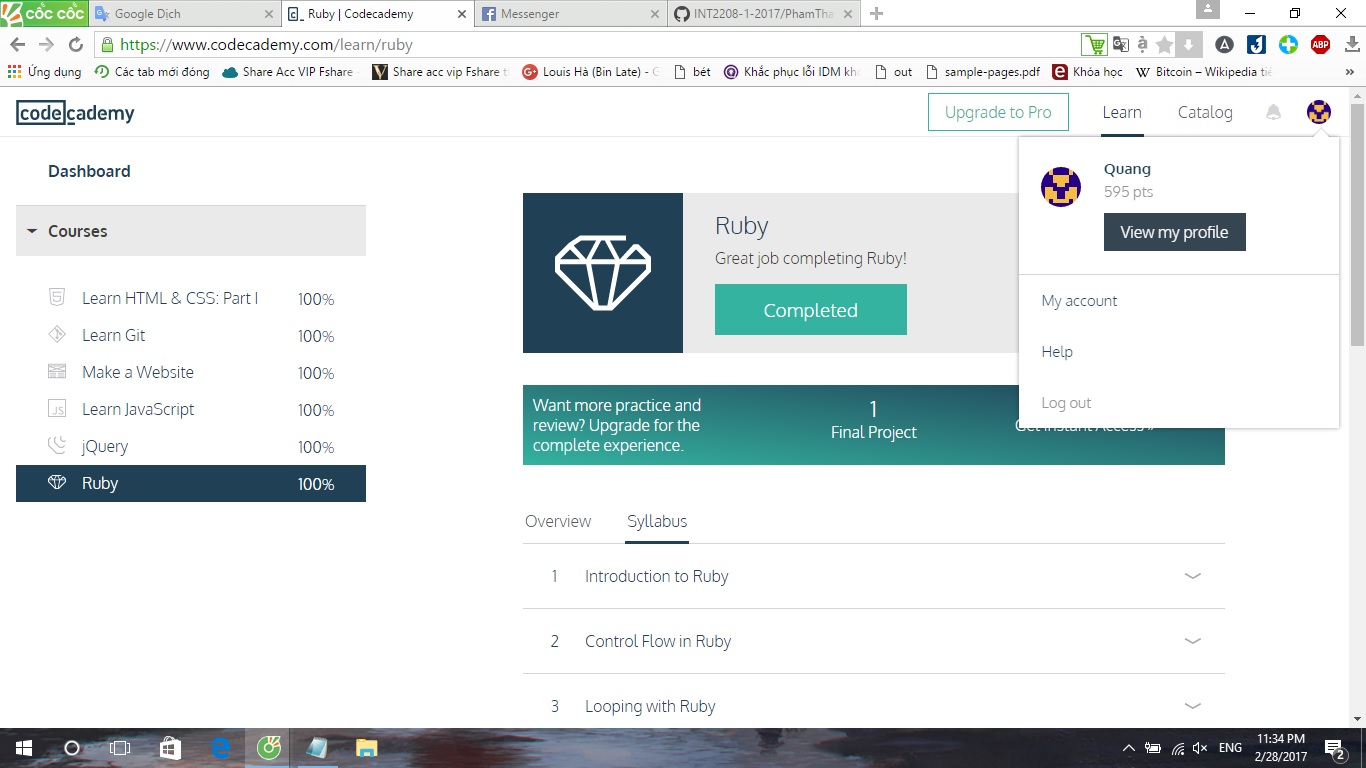 CỐC CỐC
Google Dịch
Ruby | Codecademy
Messenger
INT2208-1-2017/PhamTha
https://www.codecademy.com/learn/ruby
ABP
Ứng dụng
Các tab mới đóng
Share Acc VIP Fshare
Share acc vip Fshare t
Louis Hà (Bin Late) - G
bét
Khắc phục lỗi IDM kh
out
sample-pages.pdf
Khóa học
Bitcoin – Wikipedia tiế
»
codecademy
Upgrade to Pro
Learn
Catalog
Dashboard
Courses
Learn HTML & CSS: Part I 100%
Learn Git 100%
Make a Website 100%
JS Learn JavaScript 100%
jQuery 100%
Ruby 100%
Ruby
Great job completing Ruby!
Completed
Quang
595 pts
View my profile
My account
Help
Log out
Want more practice and
review? Upgrade for the
complete experience.
1
Final Project
Get Instant Access »
Overview
Syllabus
1 Introduction to Ruby
2 Control Flow in Ruby
3 Looping with Ruby
ENG
11:34 PM
2/28/2017
2